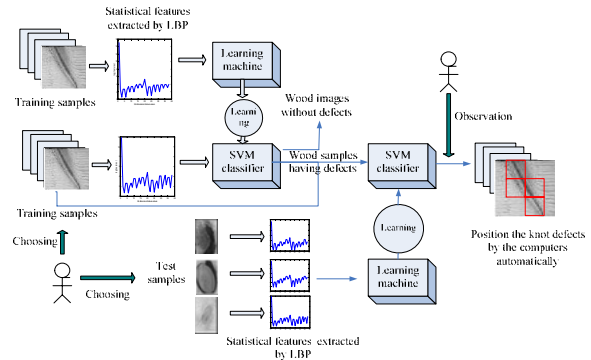 Statistical features
extracted by LBP
Learning
machine
Training samples
Learni
ng
Wood images
without defects
Observation
SVM
classifier
Wood samples
having defects
SVM
classifier
Training samples
Choosing
Learning
Position the knot defects
by the computers
automatically
Test
samples
Choosing
Learning
machine
Statistical features extracted
by LBP